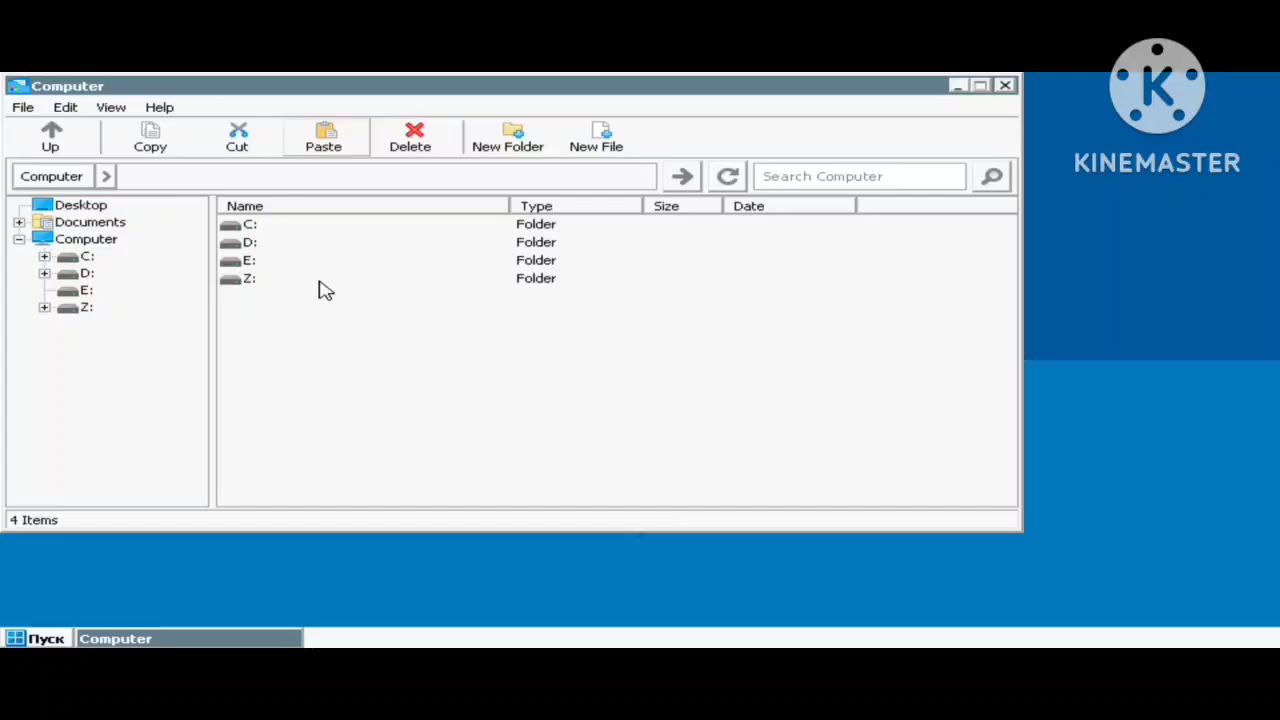 Computer
File Edit View Help
Up Copy Cut Paste Delete New Folder New File
Computer Search Computer
Desktop
Documents
Computer
C:
D:
E:
Z:
Name Type Size Date
C: Folder
D: Folder
E: Folder
Z: Folder
4 Items
Пуск Computer
K
KINEMASTER